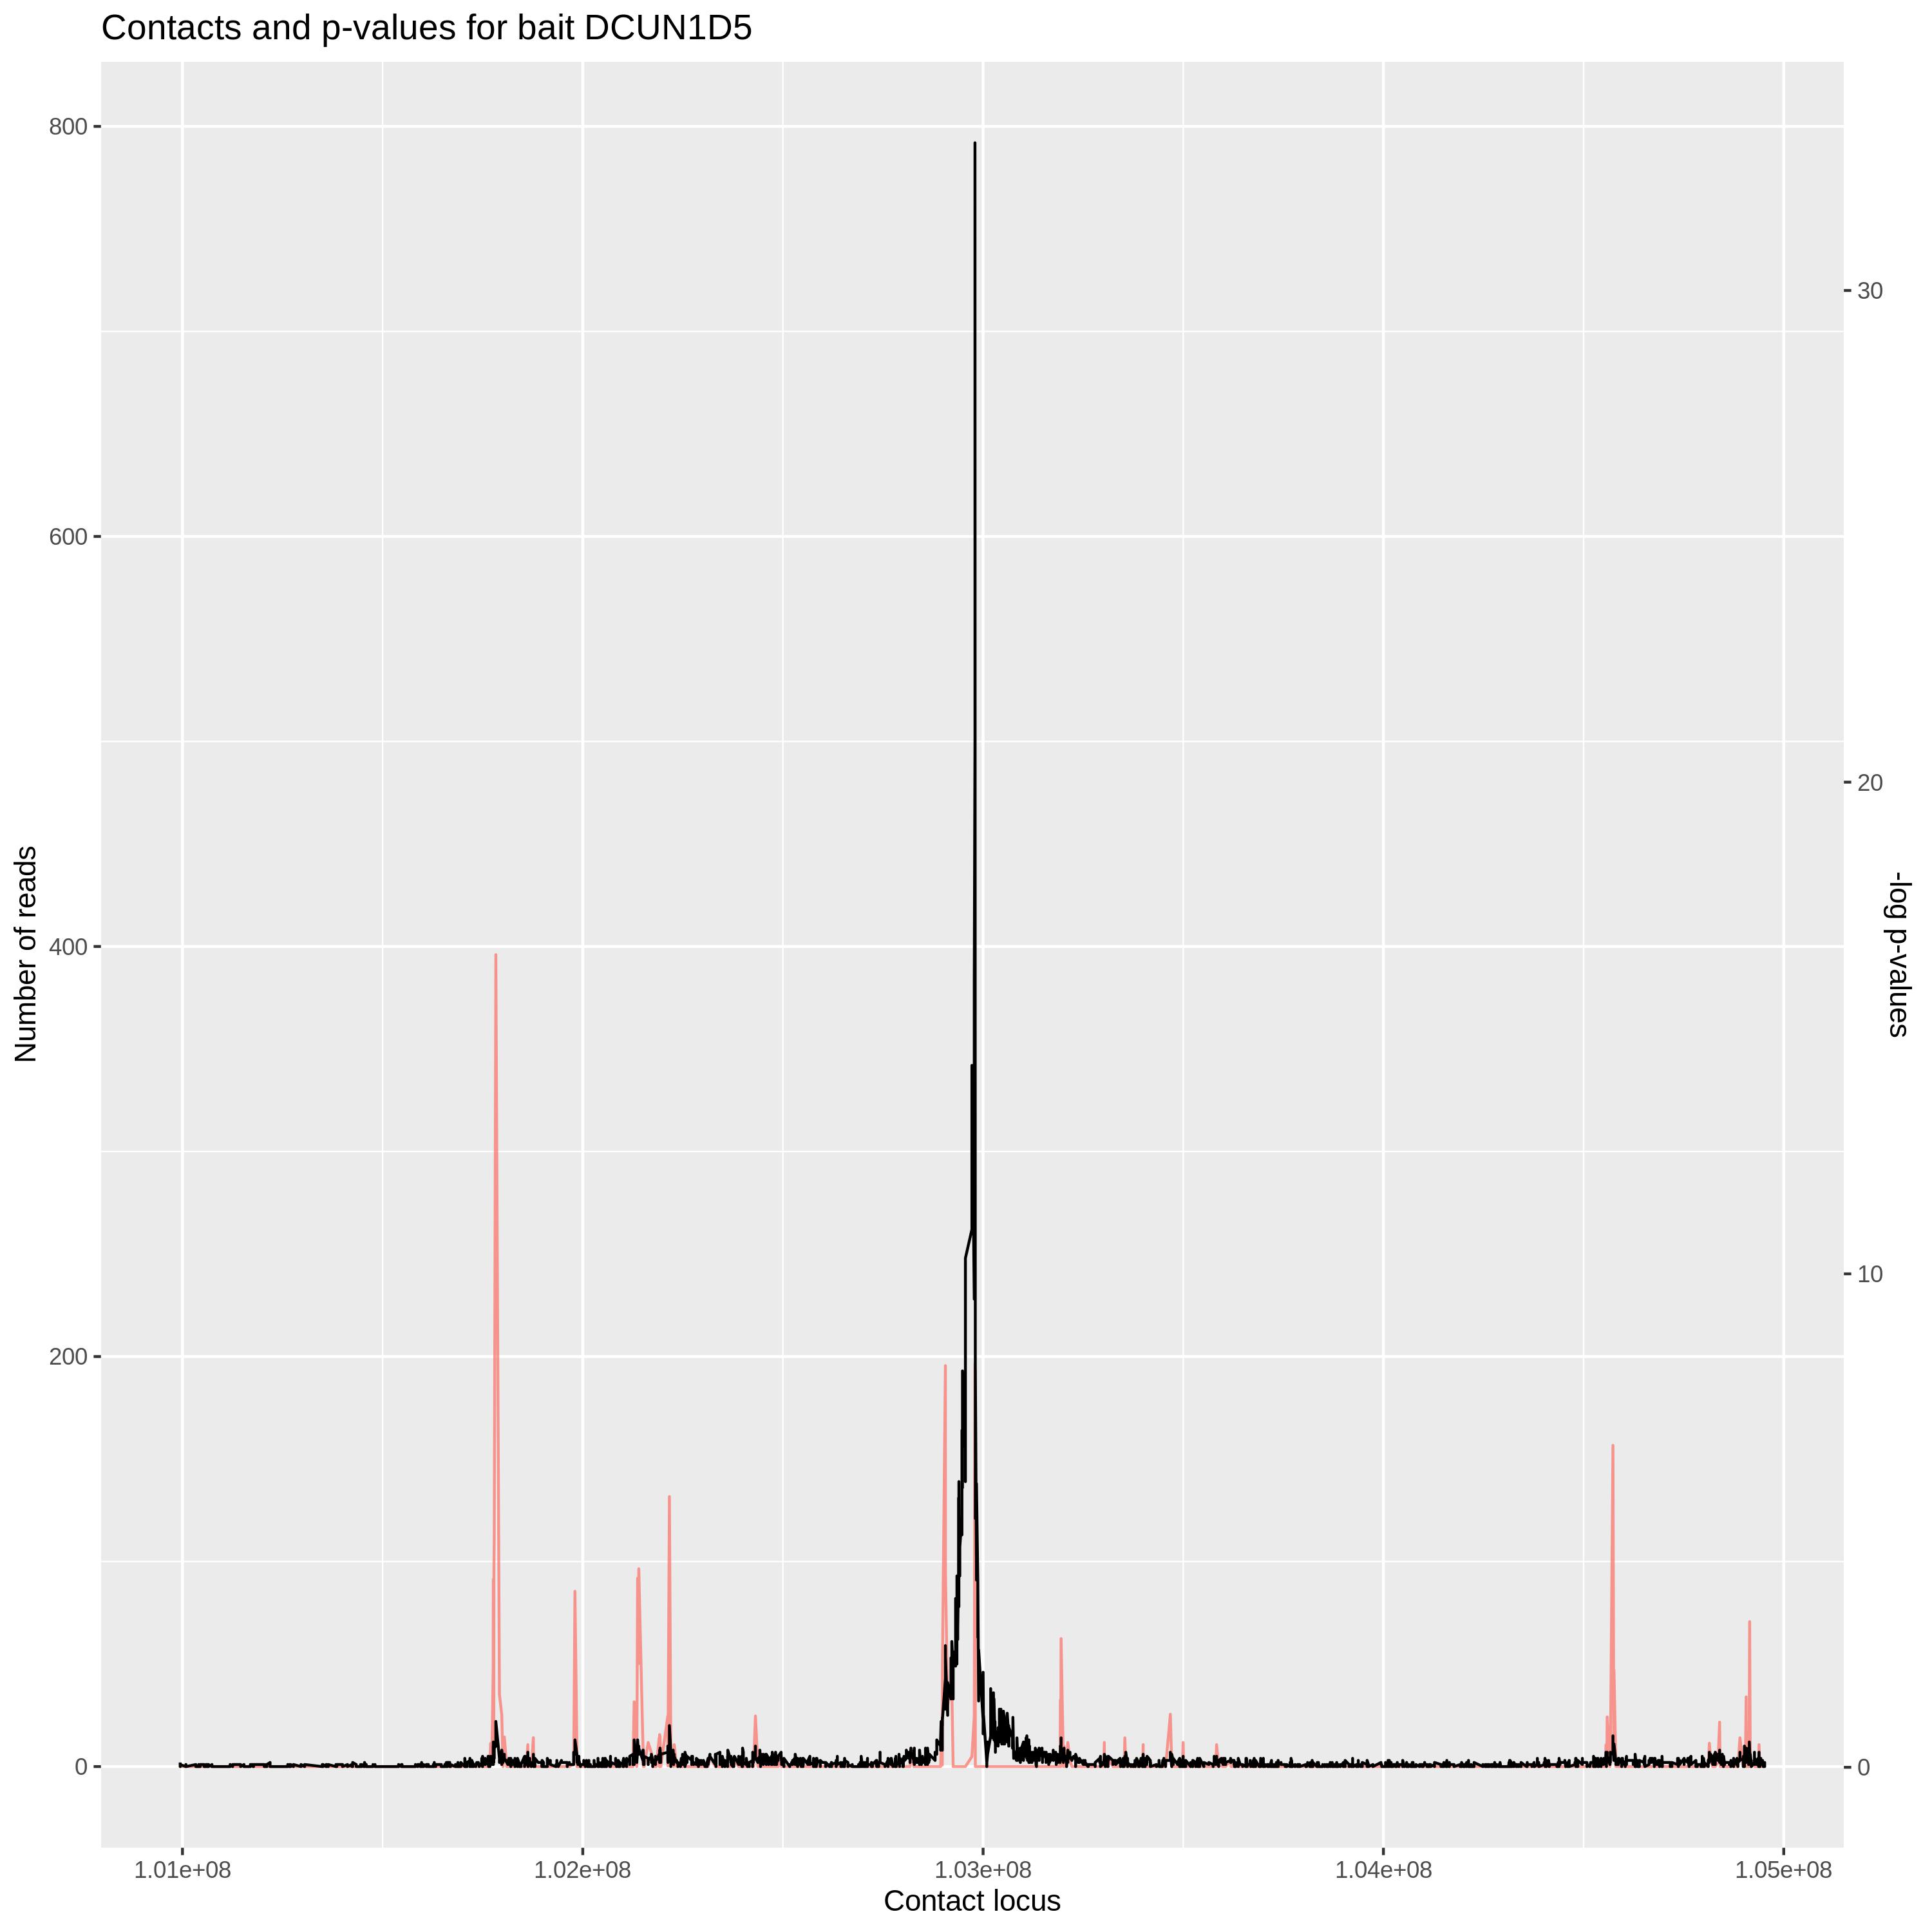 Contacts and p-values for bait DCUN1D5
800
600
400
200
0
Number of reads
30
20
10
0
-log p-values
1.01e+08
1.02e+08
1.03e+08
1.04e+08
1.05e+08
Contact locus